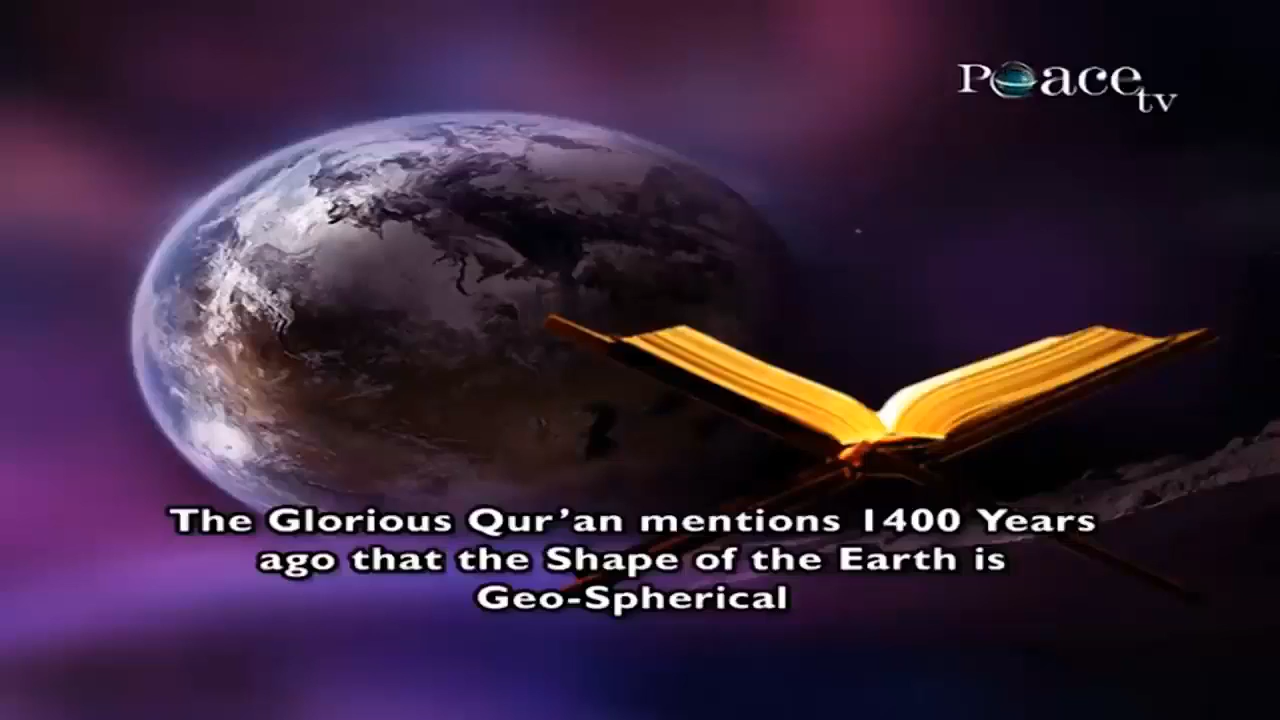 Peace tv
The Glorious Qur'an mentions 1400 Years
ago that the Shape of the Earth is
Geo-Spherical